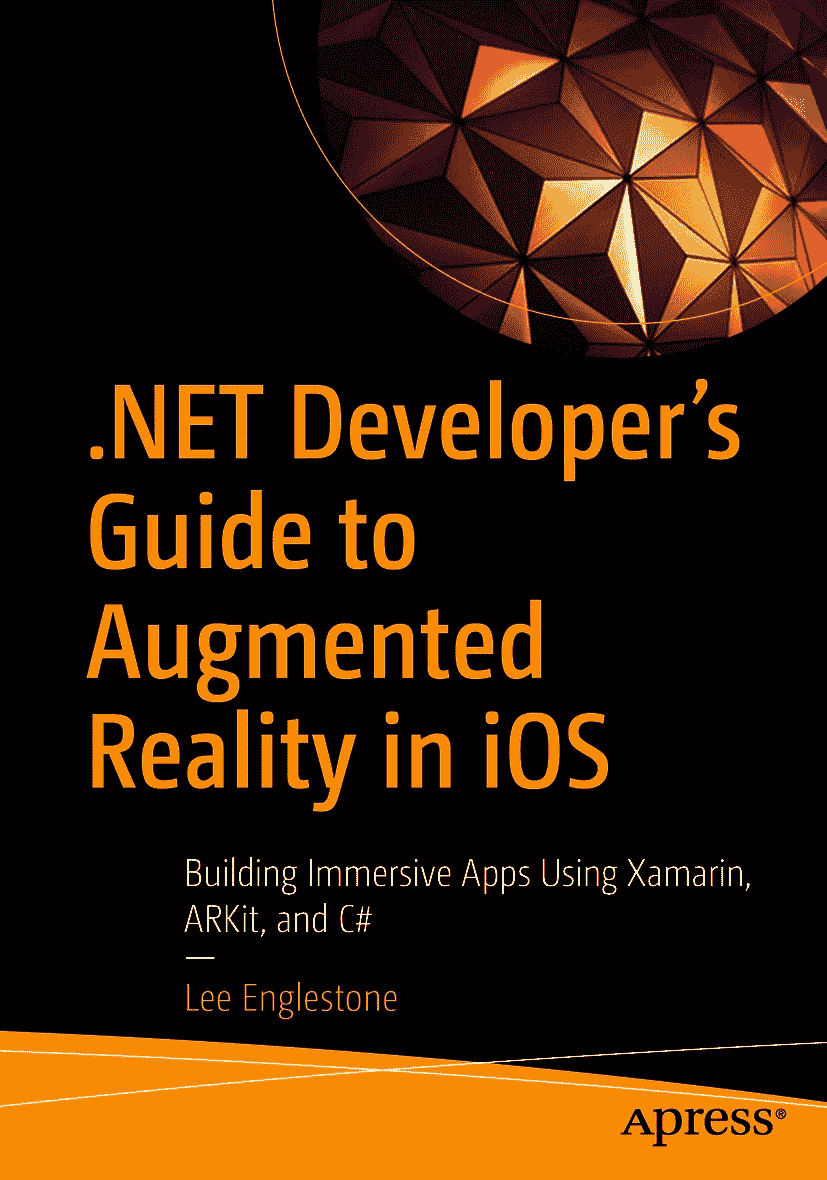 .NET Developer’s
Guide to
Augmented
Reality in iOS
Building Immersive Apps Using Xamarin,
ARKit, and C#
Lee Englestone
Apress®